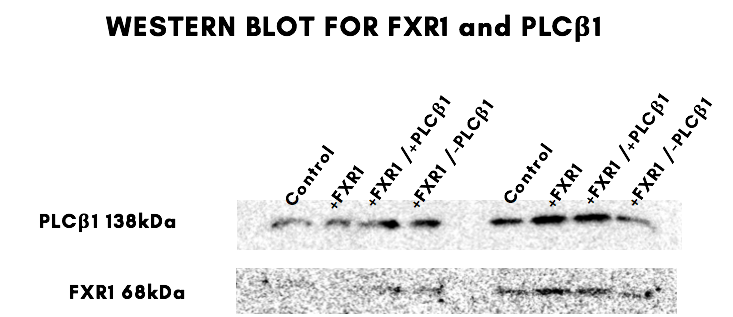 WESTERN BLOT FOR FXR1 and PLCβ1
Control
+FXR1
+FXR1 /+PLCβ1
+FXR1 /-PLCβ1
Control
+FXR1
+FXR1 /+PLCβ1
+FXR1 /-PLCβ1
PLCβ1 138kDa
FXR1 68kDa